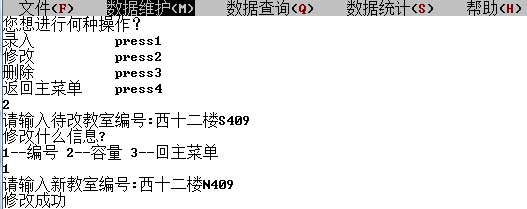 文件(F) 数据维护(M) 数据查询(Q) 数据统计(S) 帮助(H)
您想进行何种操作？
录入 press1
修改 press2
删除 press3
返回主菜单 press4
2
请输入待改教室编号:西十二楼S409
修改什么信息?
1--编号 2--容量 3--回主菜单
1
请输入新教室编号:西十二楼N409
修改成功